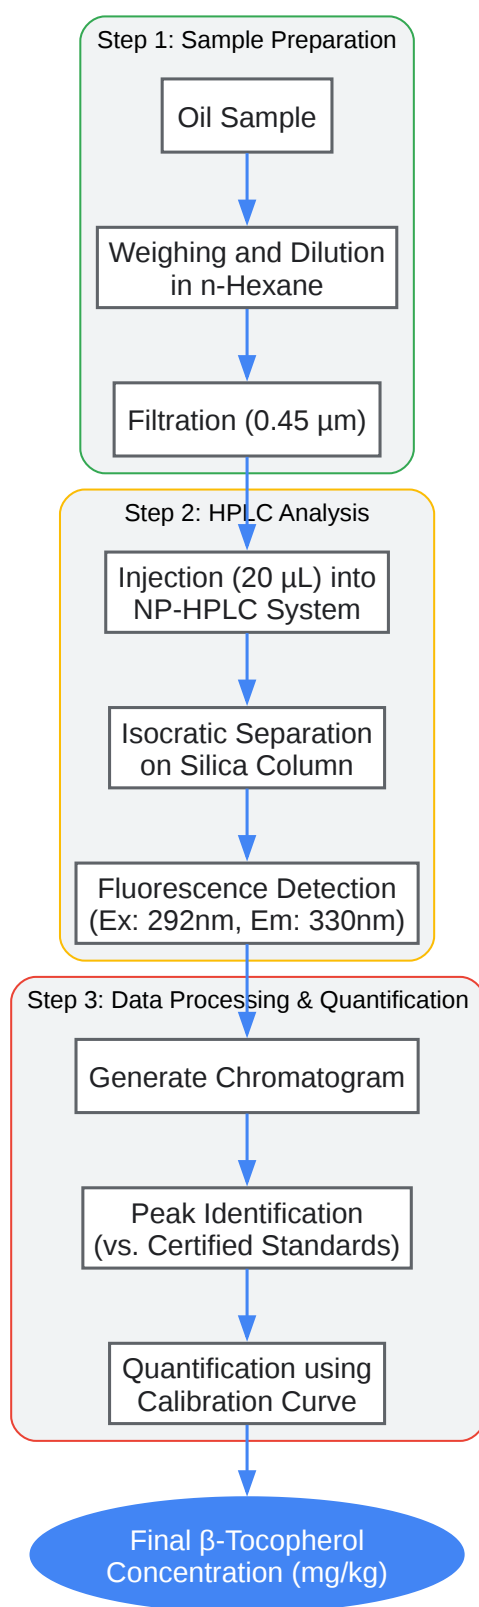 Step 1: Sample Preparation
Oil Sample
Weighing and Dilution
in n-Hexane
Filtration (0.45 µm)
Step 2: HPLC Analysis
Injection (20 µL) into
NP-HPLC System
Isocratic Separation
on Silica Column
Fluorescence Detection
(Ex: 292nm, Em: 330nm)
Step 3: Data Processing & Quantification
Generate Chromatogram
Peak Identification
(vs. Certified Standards)
Quantification using
Calibration Curve
Final β-Tocopherol
Concentration (mg/kg)